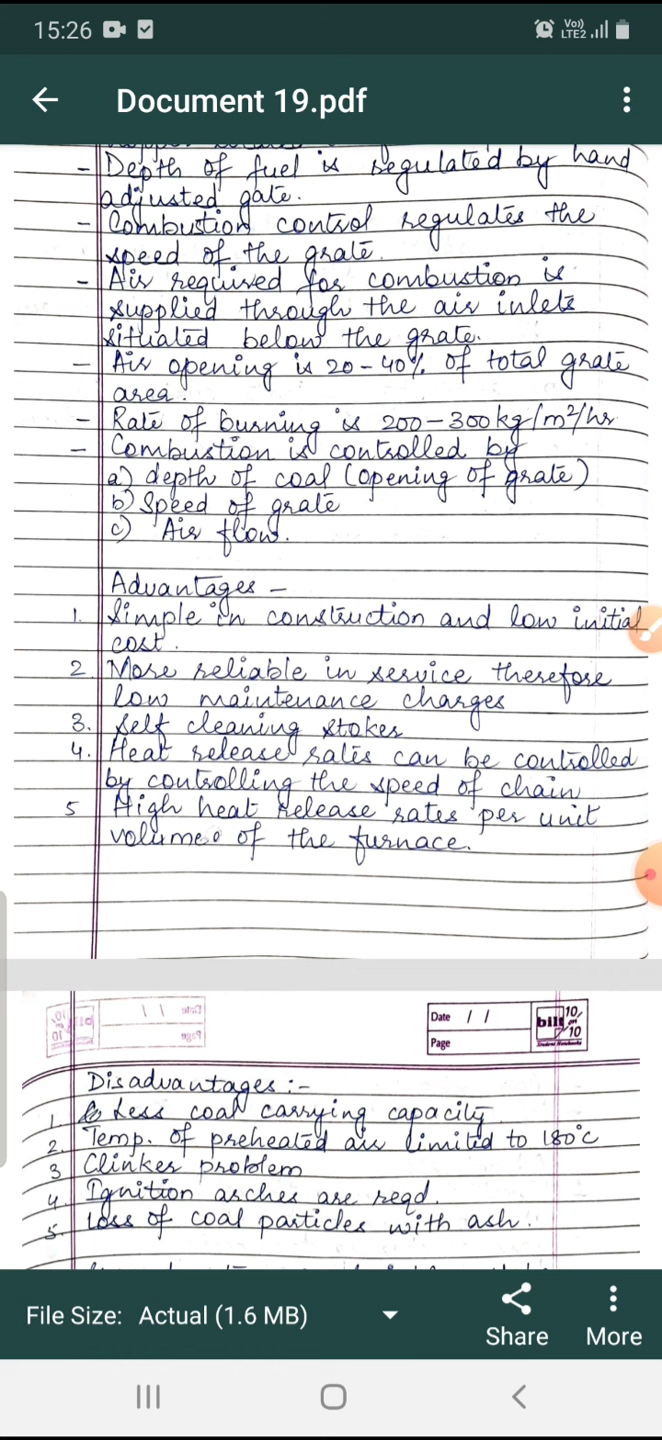 15:26
Vo))
LTE2
Document 19.pdf
- Depth of fuel is regulated by hand
adjusted gate.
- Combustion control regulates the
speed of the grate.
- Air required for combustion is
supplied through the air inlets
situated below the grate.
- Air opening is 20-40% of total grate
area.
- Rate of burning is 200-300 kg/m²/hr
- Combustion is controlled by
a) depth of coal (opening of grate)
b) Speed of grate
c) Air flow.
Advantages -
1. Simple in construction and low initial
cost.
2. More reliable in service therefore
low maintenance charges
3. Self cleaning stoker
4. Heat release rates can be controlled
by controlling the speed of chain
5 High heat release rates per unit
volume of the furnace.
Date / /
Page
bilt 10/10
Disadvantages :-
1. Less coal carrying capacity
2. Temp. of preheated air limited to 180°C
3 Clinker problem
4. Ignition arches are reqd.
5. Loss of coal particles with ash.
File Size: Actual (1.6 MB)
Share
More